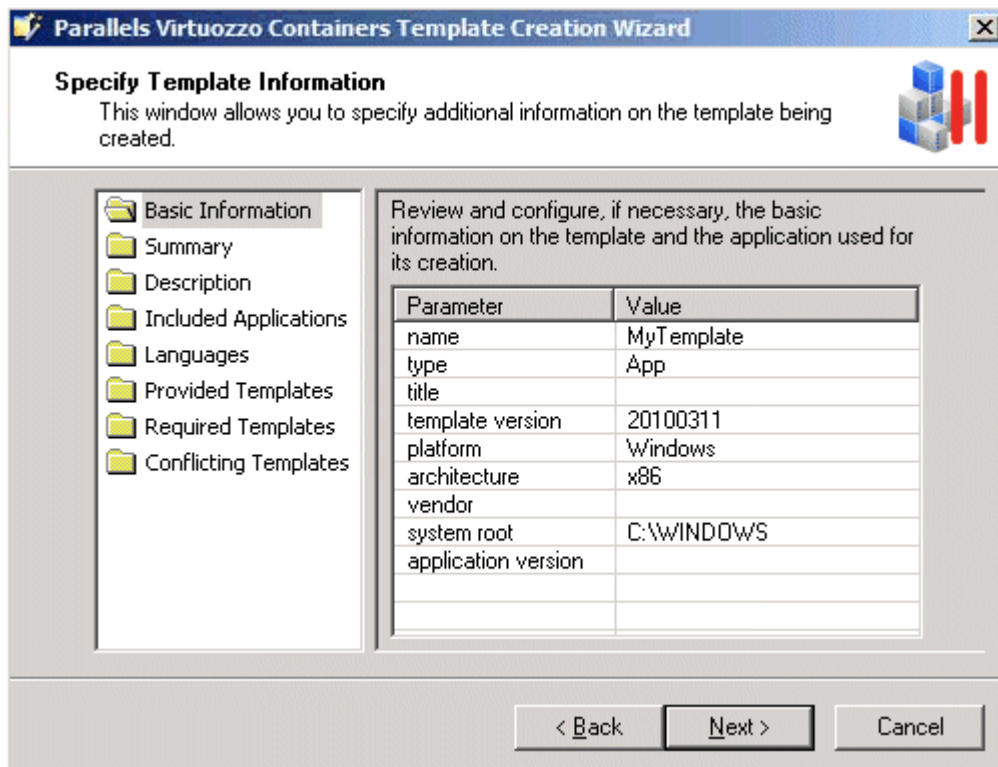 Parallels Virtuozzo Containers Template Creation Wizard
Specify Template Information
This window allows you to specify additional information on the template being
created.
Basic Information
Summary
Description
Included Applications
Languages
Provided Templates
Required Templates
Conflicting Templates
Review and configure, if necessary, the basic
information on the template and the application used for
its creation.
Parameter Value
name MyTemplate
type App
title
template version 20100311
platform Windows
architecture x86
vendor
system root C:\WINDOWS
application version
< Back Next > Cancel